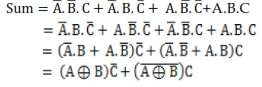 Sum = A̅. B̅. C + A̅. B. C̅ + A. B̅. C̅+A.B.C
= A̅.B.C̅ + A.B̅.C̅+A̅.B̅.C + A.B.C
= (A̅.B + A.B̅)C̅+(A̅.B̅ + A.B)C
= (A ⊕ B)C̅+ (A̅ ⊕̅ B̅)C